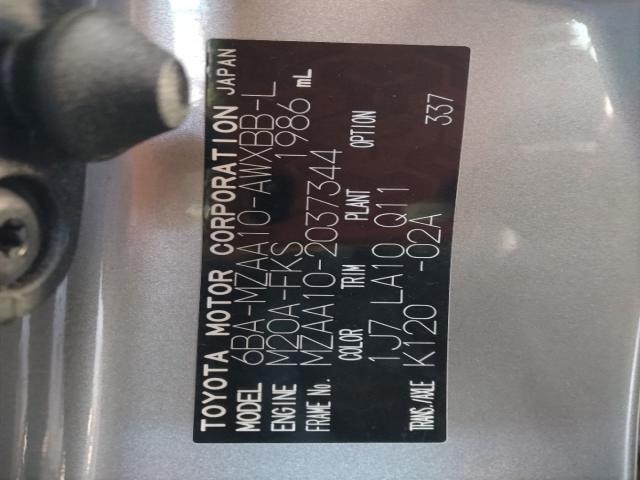 TOYOTA MOTOR CORPORATION JAPAN
MODEL 6BA-MZAA10-AWXBB-L
ENGINE M20A-FKS 1986 mL
FRAME No. MZAA10-2037344
COLOR TRIM PLANT OPTION
1J7 LA10 Q11
TRANS./AXLE K120 -02A 337